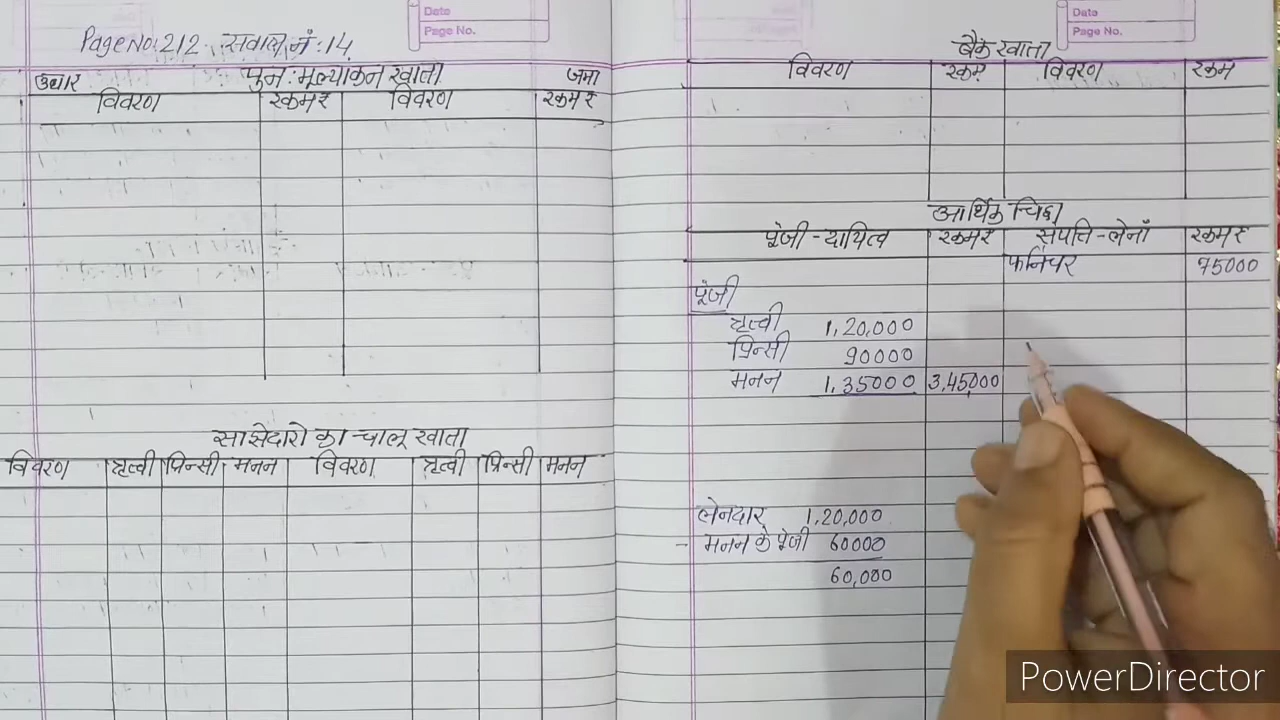 Date
Page No.
Page No. 212 सवाल नं : 14
पुन : मूल्यांकन खाता
उधार जमा
विवरण रकम ₹ विवरण रकम ₹
साझेदारो का चालू खाता
विवरण प्रिन्सी मनन विवरण प्रिन्सी मनन
Date
Page No.
बैंक खाता
विवरण रकम विवरण रकम
आर्थिक चिठ्ठा
पूंजी - दायित्व रकम ₹ संपत्ति - लेनाँ रकम ₹
फर्निचर 75000
पूंजी
1,20,000
प्रिन्सी 90000
मनन 1,35000 3,45,000
लेनदार 1,20,000
- मनन के पूंजी 60000
60,000
PowerDirector